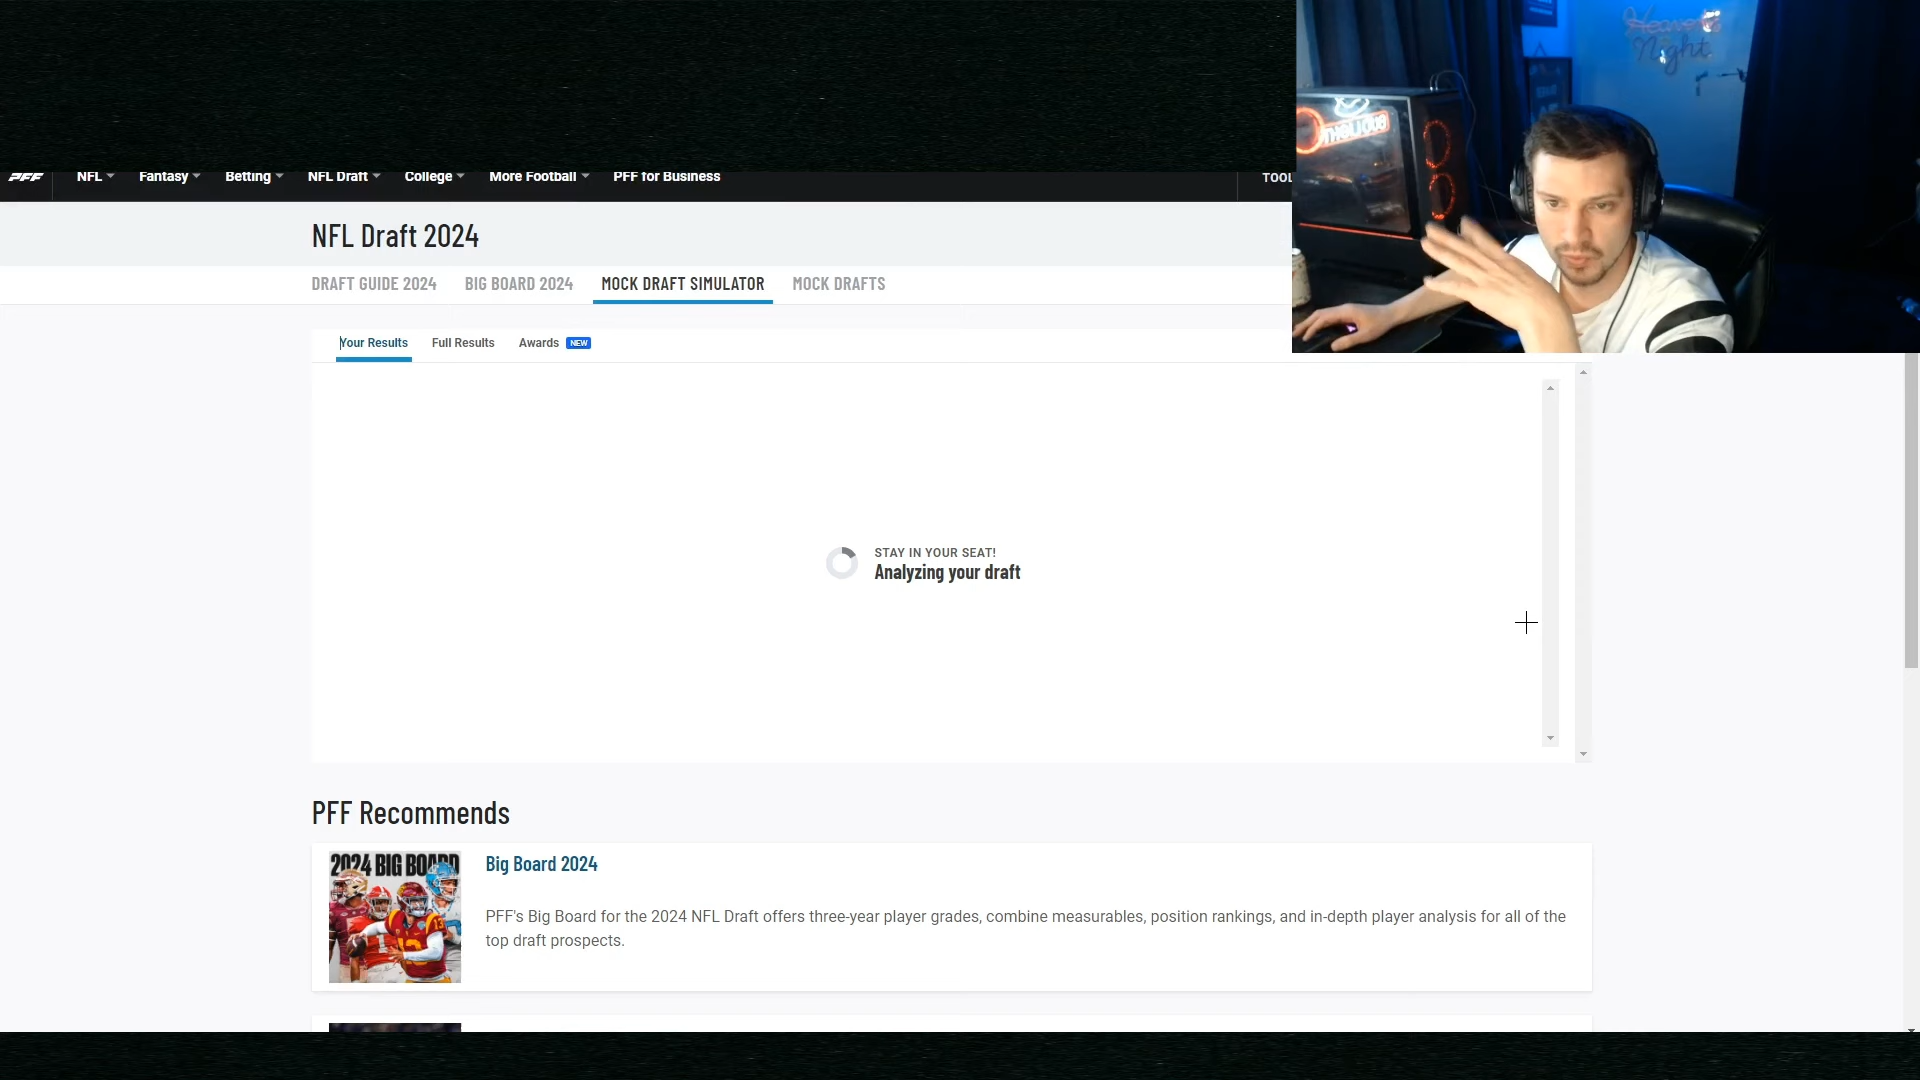 Heavens
Night
PFF
NFL
Fantasy
Betting
NFL Draft
College
More Football
PFF for Business
TOOL
NFL Draft 2024
DRAFT GUIDE 2024
BIG BOARD 2024
MOCK DRAFT SIMULATOR
MOCK DRAFTS
Your Results
Full Results
Awards NEW
STAY IN YOUR SEAT!
Analyzing your draft
PFF Recommends
2024 BIG BOARD
Big Board 2024
PFF's Big Board for the 2024 NFL Draft offers three-year player grades, combine measurables, position rankings, and in-depth player analysis for all of the
top draft prospects.